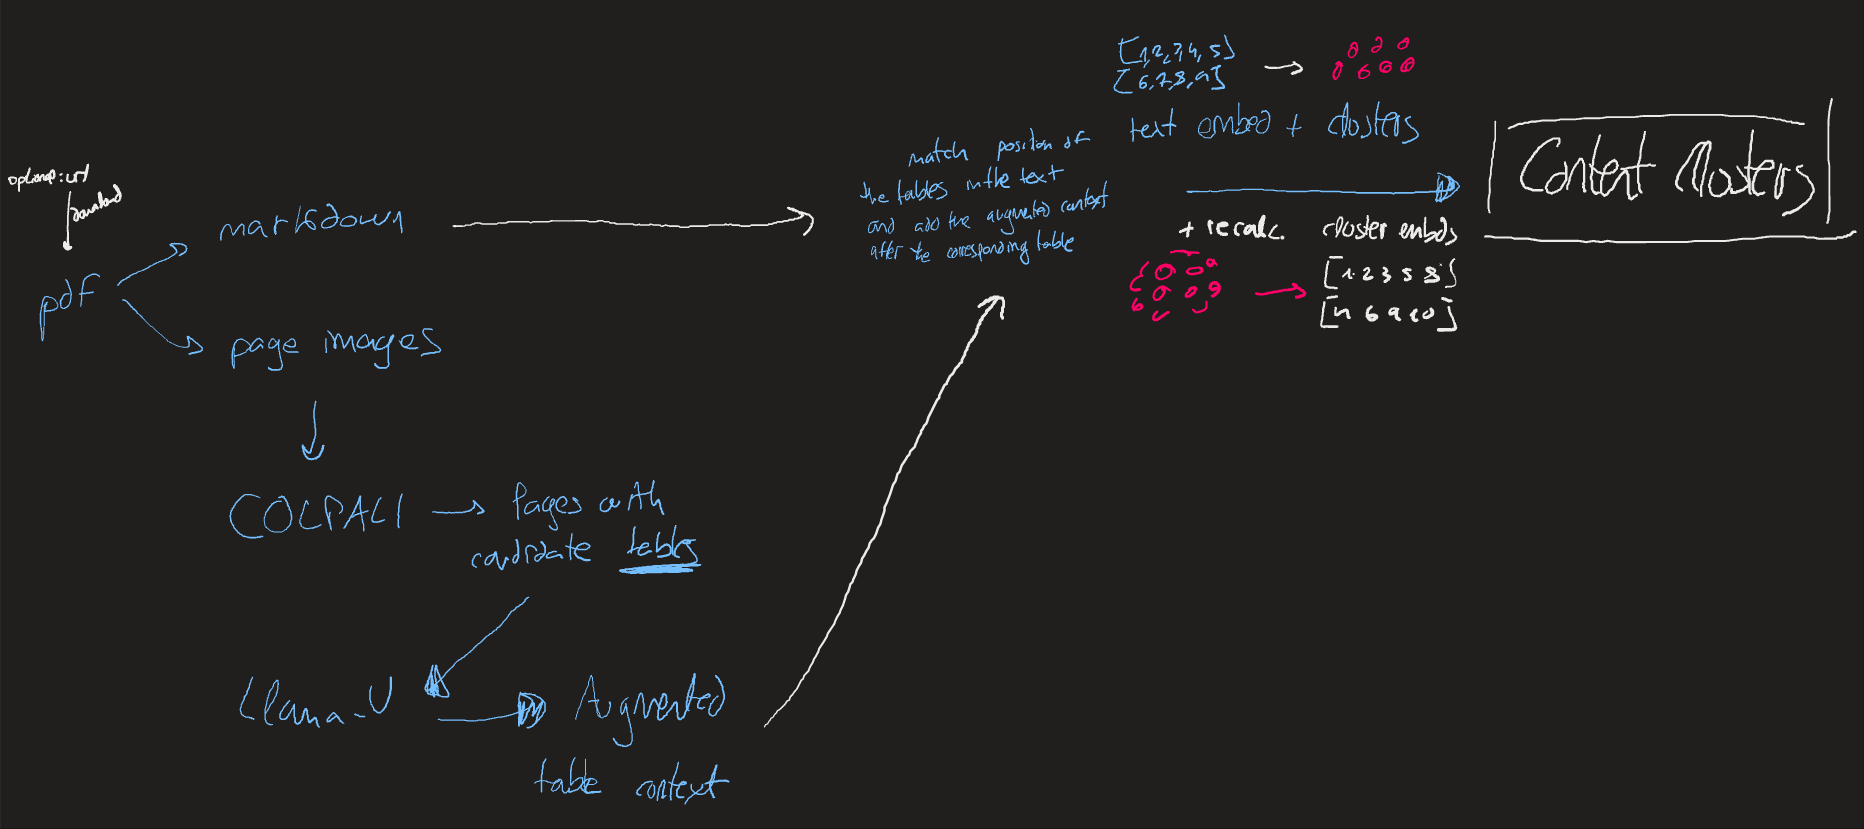 optional: url
download
pdf
markdown
page images
COLPALI
Pages with
candidate tables
Llama-V
Augmented
table context
match position of
the tables in the text
and add the augmented context
after the corresponding table
[1,2,3,4,5]
[6,7,8,9]
text embed + clusters
+ recalc. cluster embds
[1 2 3 5 8]
[4 6 9 10]
Content Clusters